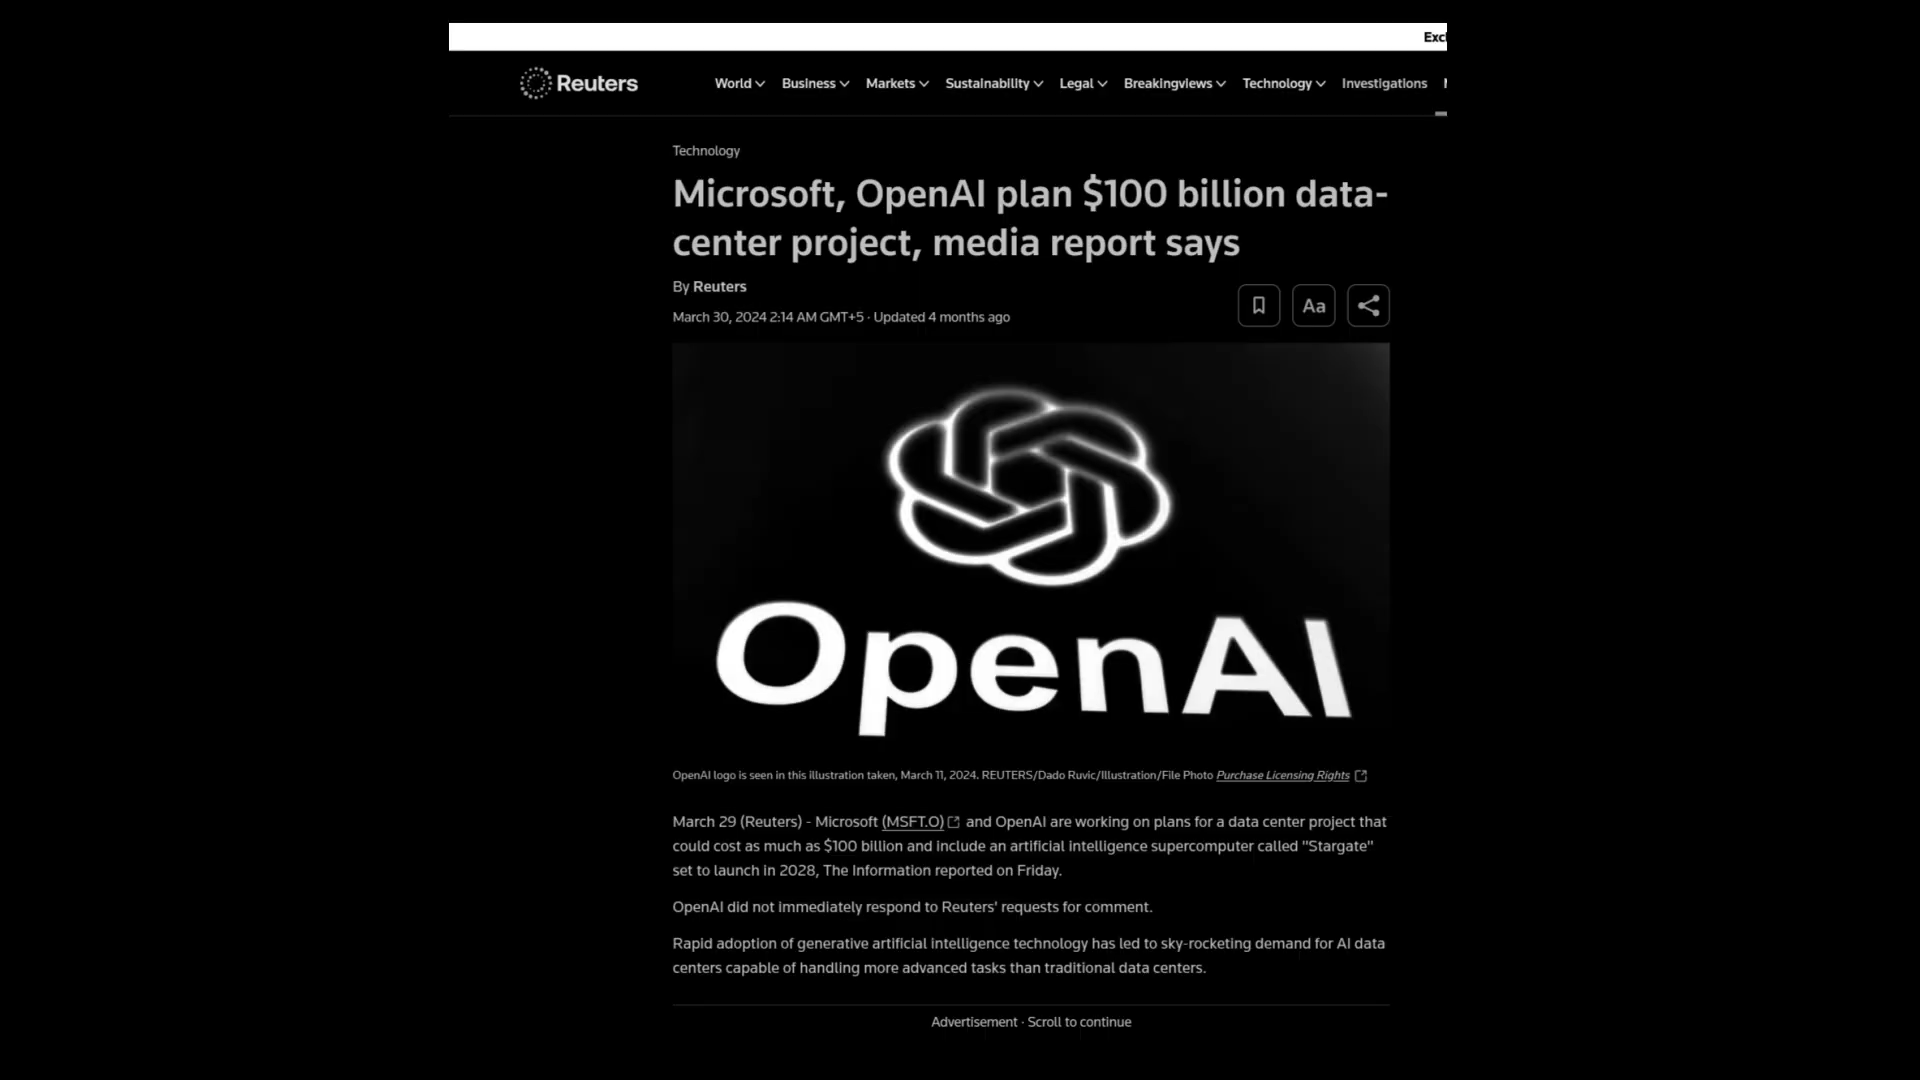 Excl
Reuters
World Business Markets Sustainability Legal Breakingviews Technology Investigations
Technology
Microsoft, OpenAI plan $100 billion data-
center project, media report says
By Reuters
March 30, 2024 2:14 AM GMT+5 · Updated 4 months ago
Aa
OpenAI
OpenAI logo is seen in this illustration taken, March 11, 2024. REUTERS/Dado Ruvic/Illustration/File Photo Purchase Licensing Rights
March 29 (Reuters) - Microsoft (MSFT.O) and OpenAI are working on plans for a data center project that
could cost as much as $100 billion and include an artificial intelligence supercomputer called "Stargate"
set to launch in 2028, The Information reported on Friday.
OpenAI did not immediately respond to Reuters' requests for comment.
Rapid adoption of generative artificial intelligence technology has led to sky-rocketing demand for AI data
centers capable of handling more advanced tasks than traditional data centers.
Advertisement · Scroll to continue